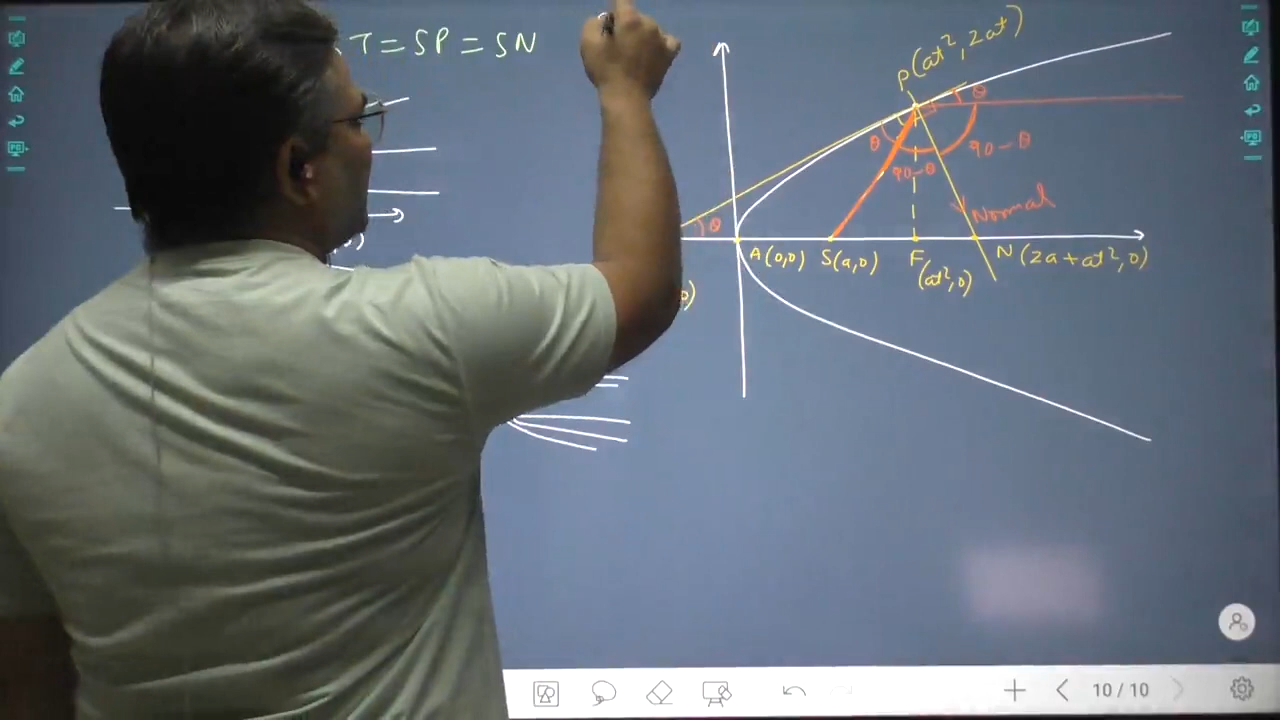 T = SP = SN
P(at², 2at)
θ
θ
90-θ
90-θ
Normal
θ
A(0,0) S(a,0) F (at²,0) N(2a+at²,0)
10/10